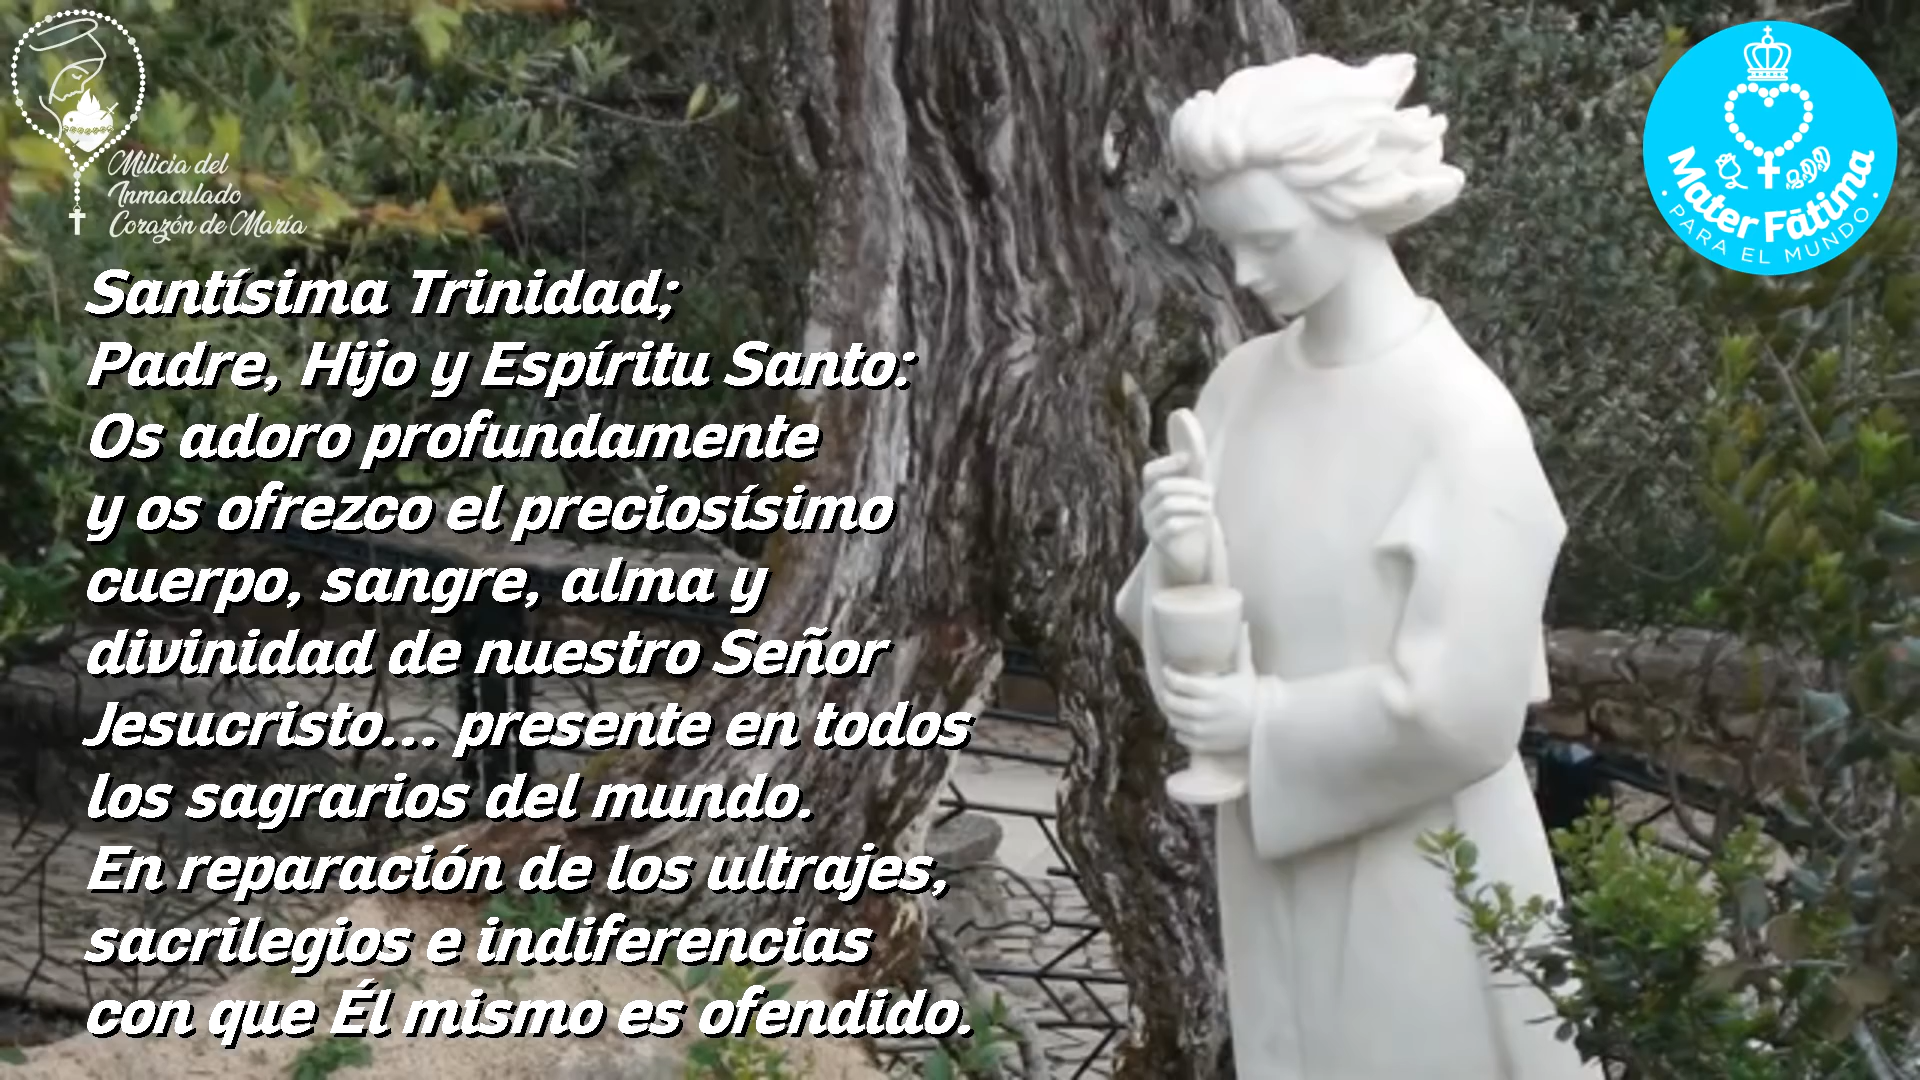 Milicia del
Inmaculado
Corazón de María
Mater Fátima
PARA EL MUNDO
Santísima Trinidad;
Padre, Hijo y Espíritu Santo:
Os adoro profundamente
y os ofrezco el preciosísimo
cuerpo, sangre, alma y
divinidad de nuestro Señor
Jesucristo... presente en todos
los sagrarios del mundo.
En reparación de los ultrajes,
sacrilegios e indiferencias
con que Él mismo es ofendido.